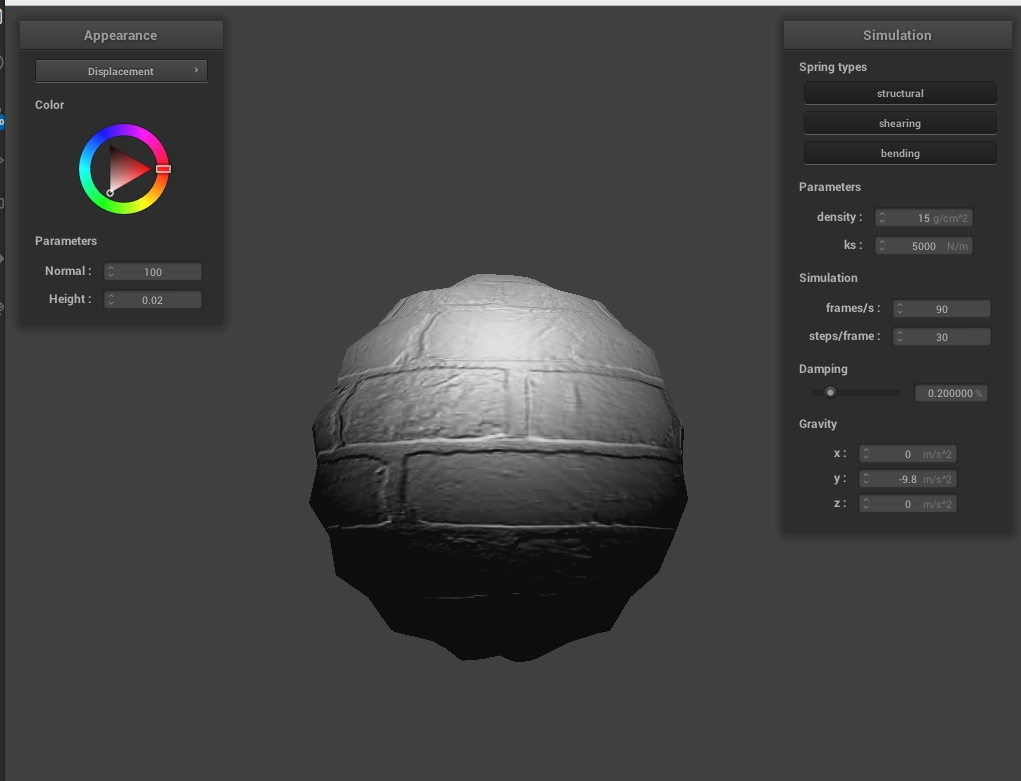 Appearance
Displacement
Color
Parameters
Normal :
100
Height :
0.02
Simulation
Spring types
structural
shearing
bending
Parameters
density :
15 g/cm^2
ks :
5000 N/m
Simulation
frames/s :
90
steps/frame :
30
Damping
0.200000 %
Gravity
x :
0 m/s^2
y :
-9.8 m/s^2
z :
0 m/s^2